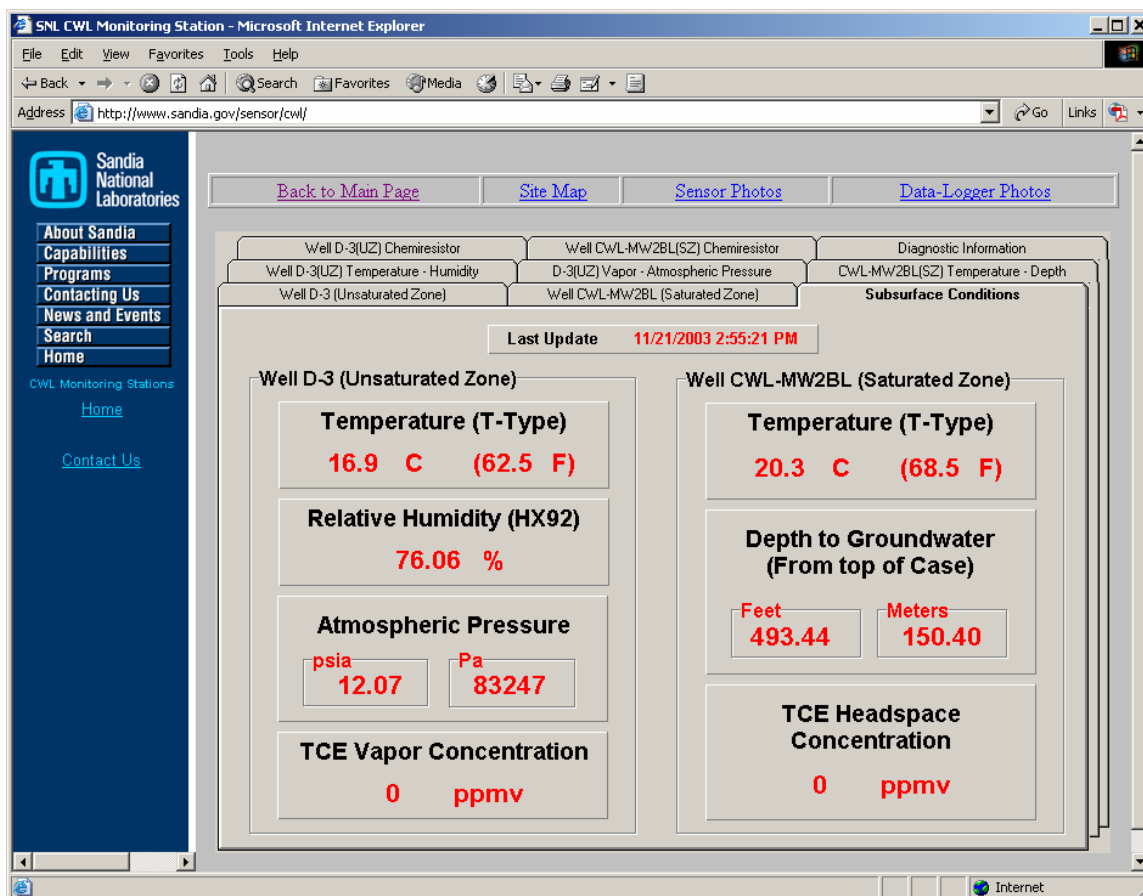 SNL CWL Monitoring Station - Microsoft Internet Explorer
File Edit View Favorites Tools Help
Back Search Favorites Media
Address http://www.sandia.gov/sensor/cwl/ Go Links
Sandia
National
Laboratories
About Sandia
Capabilities
Programs
Contacting Us
News and Events
Search
Home
CWL Monitoring Stations
Home
Contact Us
Back to Main Page Site Map Sensor Photos Data-Logger Photos
Well D-3(UZ) Chemiresistor Well CWL-MW2BL(SZ) Chemiresistor Diagnostic Information
Well D-3(UZ) Temperature - Humidity D-3(UZ) Vapor - Atmospheric Pressure CWL-MW2BL(SZ) Temperature - Depth
Well D-3 (Unsaturated Zone) Well CWL-MW2BL (Saturated Zone) Subsurface Conditions
Last Update 11/21/2003 2:55:21 PM
Well D-3 (Unsaturated Zone)
Temperature (T-Type)
16.9 C (62.5 F)
Relative Humidity (HX92)
76.06 %
Atmospheric Pressure
psia Pa
12.07 83247
TCE Vapor Concentration
0 ppmv
Well CWL-MW2BL (Saturated Zone)
Temperature (T-Type)
20.3 C (68.5 F)
Depth to Groundwater
(From top of Case)
Feet Meters
493.44 150.40
TCE Headspace
Concentration
0 ppmv
Internet